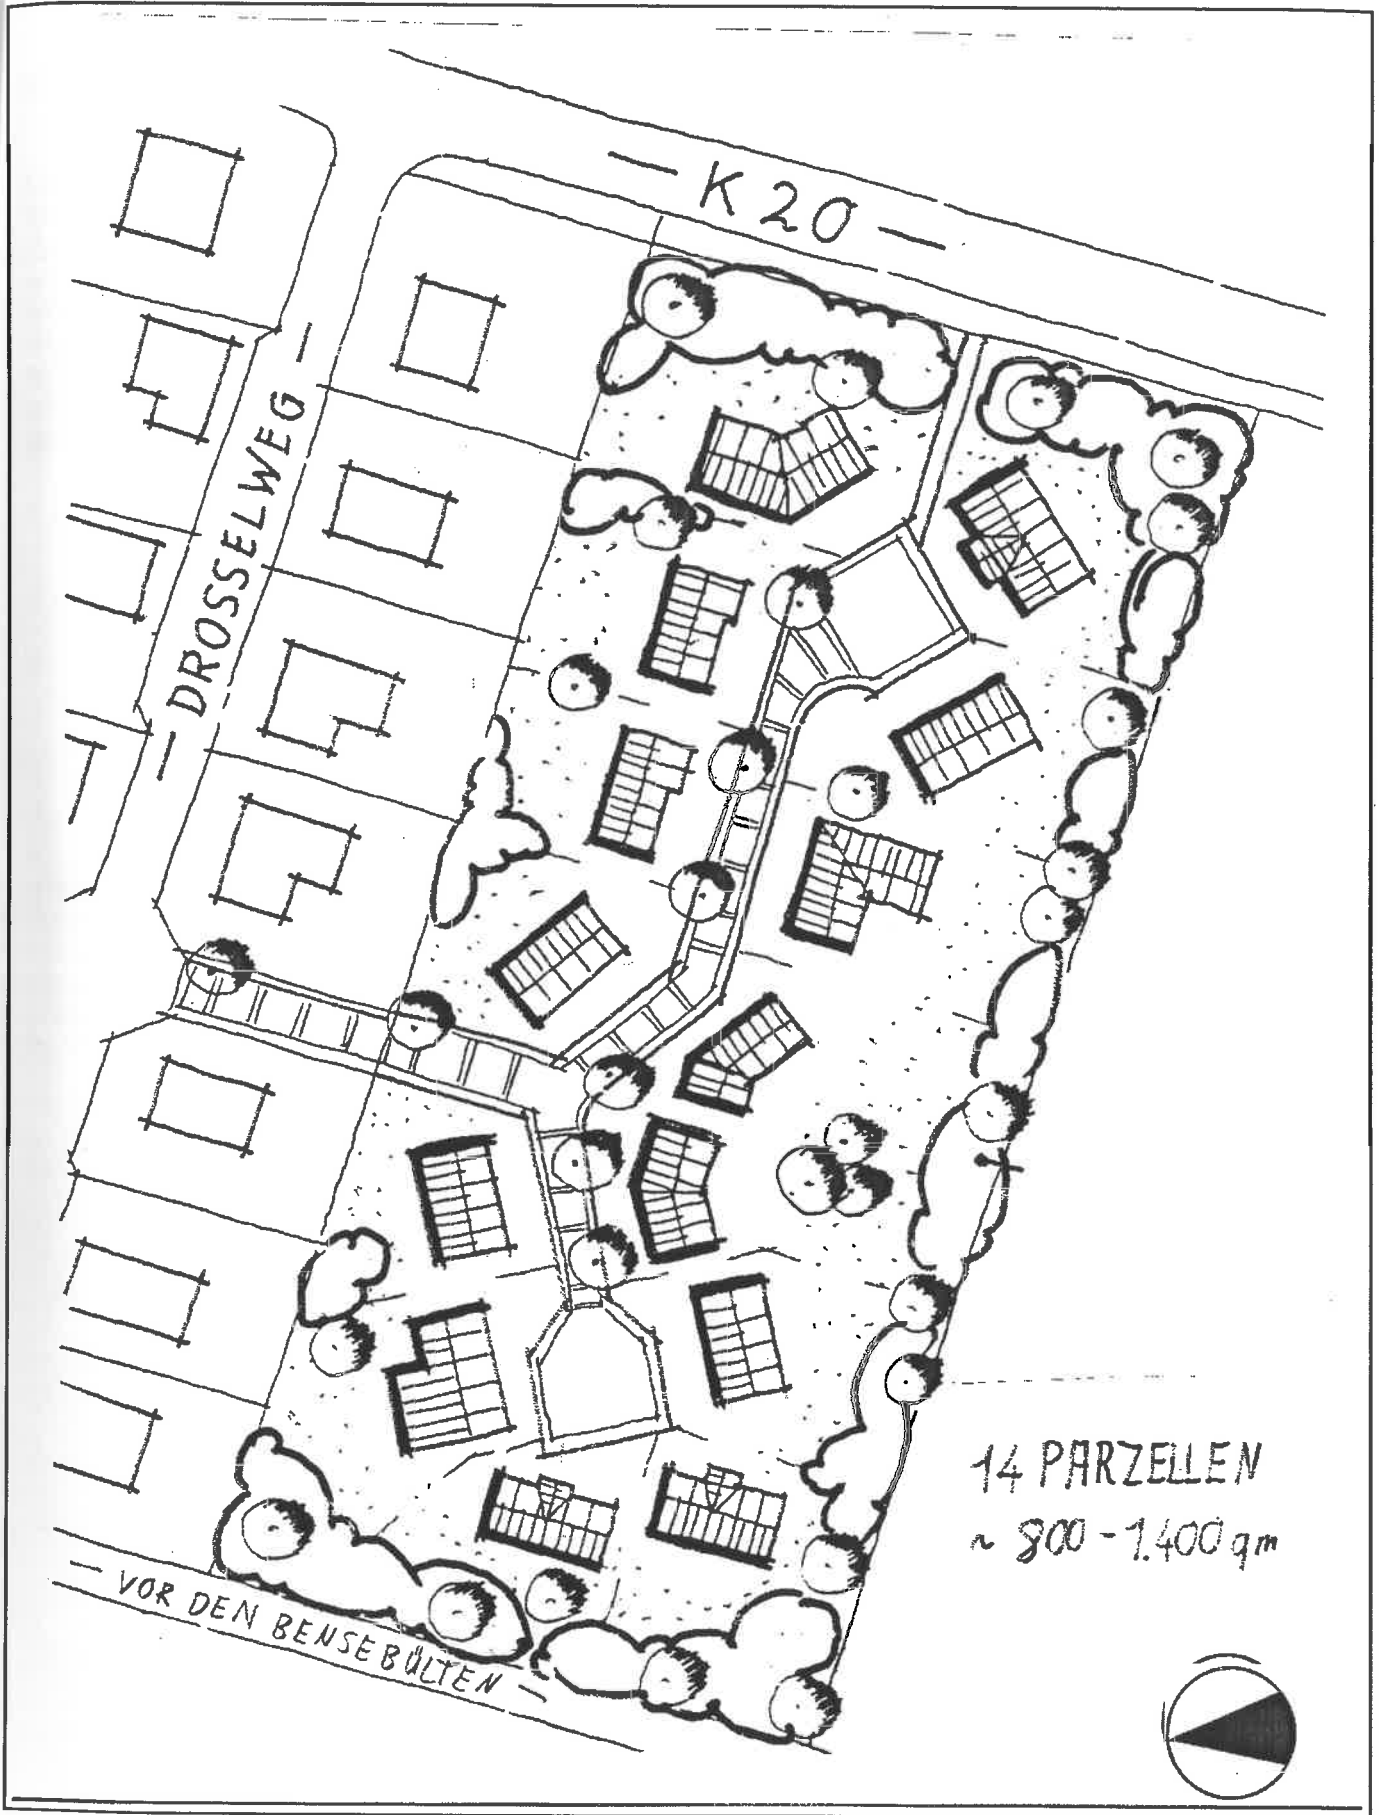 — K 20 —
— DROSSELWEG —
14 PARZELLEN
~ 800 - 1.400 qm
— VOR DEN BENSEBÜLTEN —